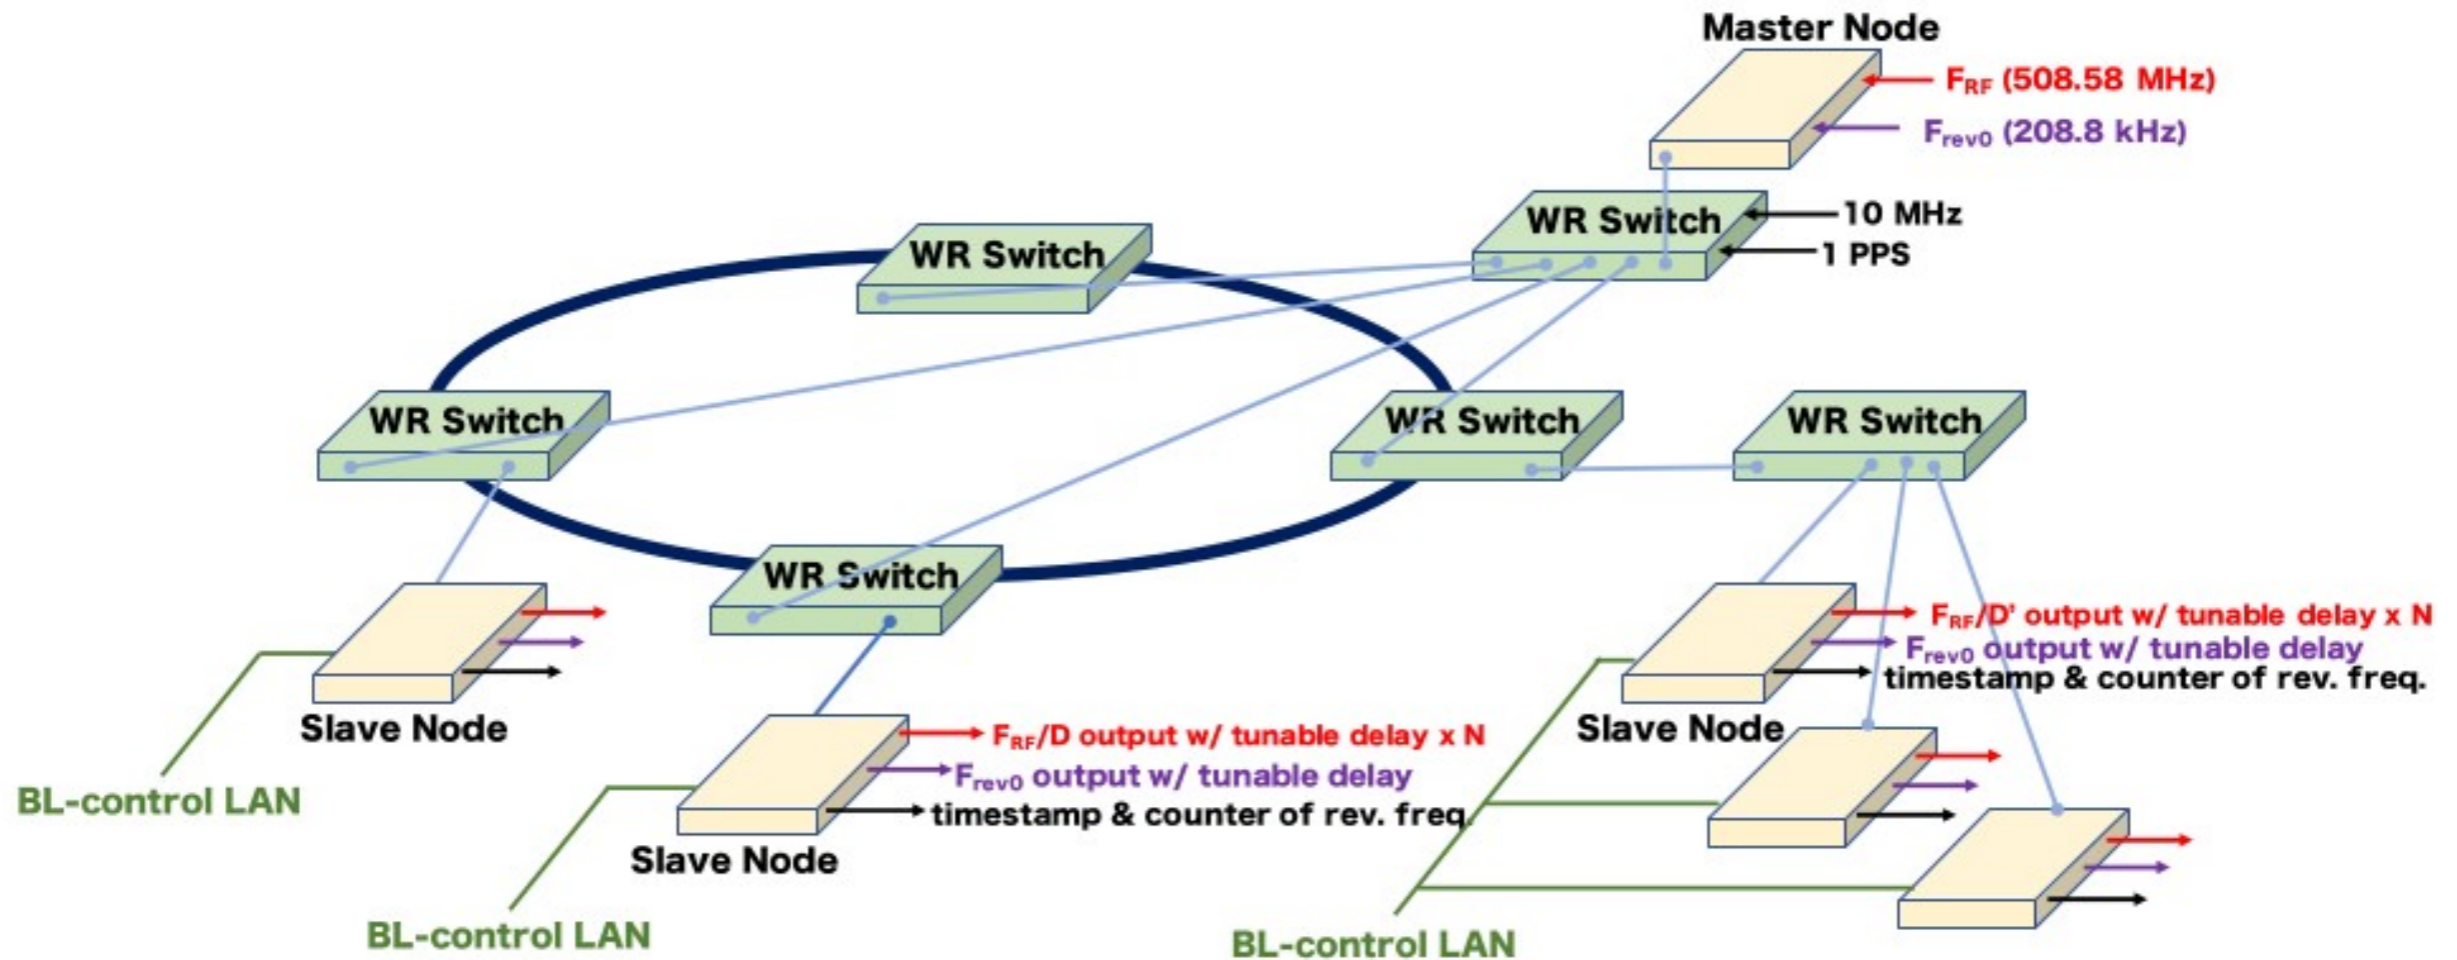 Master Node
FRF (508.58 MHz)
Frev0 (208.8 kHz)
WR Switch
10 MHz
1 PPS
WR Switch
WR Switch
WR Switch
WR Switch
WR Switch
Slave Node
BL-control LAN
FRF/D output w/ tunable delay x N
Frev0 output w/ tunable delay
timestamp & counter of rev. freq.
Slave Node
BL-control LAN
FRF/D' output w/ tunable delay x N
Frev0 output w/ tunable delay
timestamp & counter of rev. freq.
Slave Node
BL-control LAN